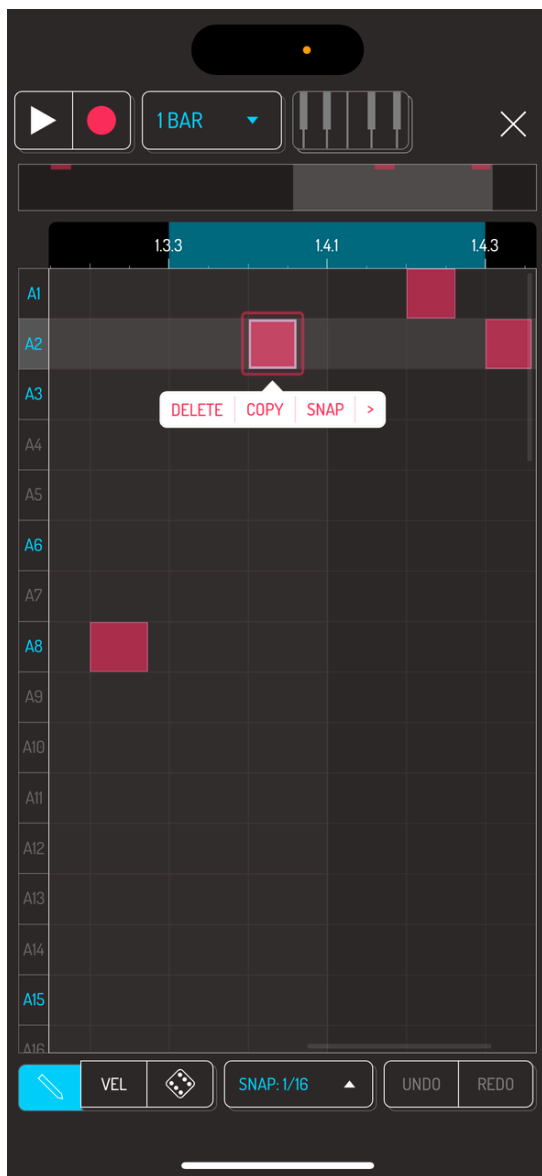 1 BAR
1.3.3 1.4.1 1.4.3
A1
A2
A3
DELETE COPY SNAP >
A4
A5
A6
A7
A8
A9
A10
A11
A12
A13
A14
A15
A16
VEL SNAP: 1/16 UNDO REDO